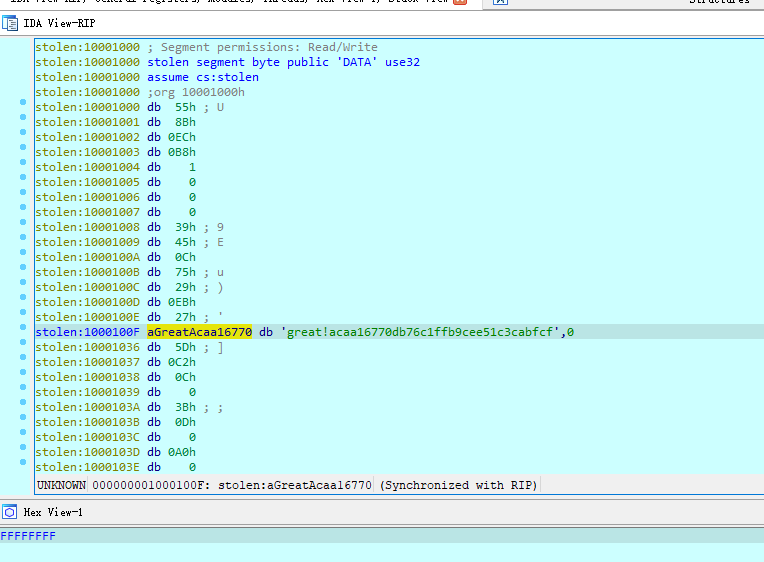 IDA View-RIP
stolen:10001000 ; Segment permissions: Read/Write
stolen:10001000 stolen segment byte public 'DATA' use32
stolen:10001000 assume cs:stolen
stolen:10001000 ;org 10001000h
stolen:10001000 db 55h ; U
stolen:10001001 db 8Bh
stolen:10001002 db 0ECh
stolen:10001003 db 0B8h
stolen:10001004 db 1
stolen:10001005 db 0
stolen:10001006 db 0
stolen:10001007 db 0
stolen:10001008 db 39h ; 9
stolen:10001009 db 45h ; E
stolen:1000100A db 0Ch
stolen:1000100B db 75h ; u
stolen:1000100C db 29h ; )
stolen:1000100D db 0EBh
stolen:1000100E db 27h ; '
stolen:1000100F aGreatAcaa16770 db 'great!acaa16770db76c1ffb9cee51c3cabfcf',0
stolen:10001036 db 5Dh ; ]
stolen:10001037 db 0C2h
stolen:10001038 db 0Ch
stolen:10001039 db 0
stolen:1000103A db 3Bh ; ;
stolen:1000103B db 0Dh
stolen:1000103C db 0
stolen:1000103D db 0A0h
stolen:1000103E db 0
UNKNOWN 000000001000100F: stolen:aGreatAcaa16770 (Synchronized with RIP)
Hex View-1
FFFFFFFF